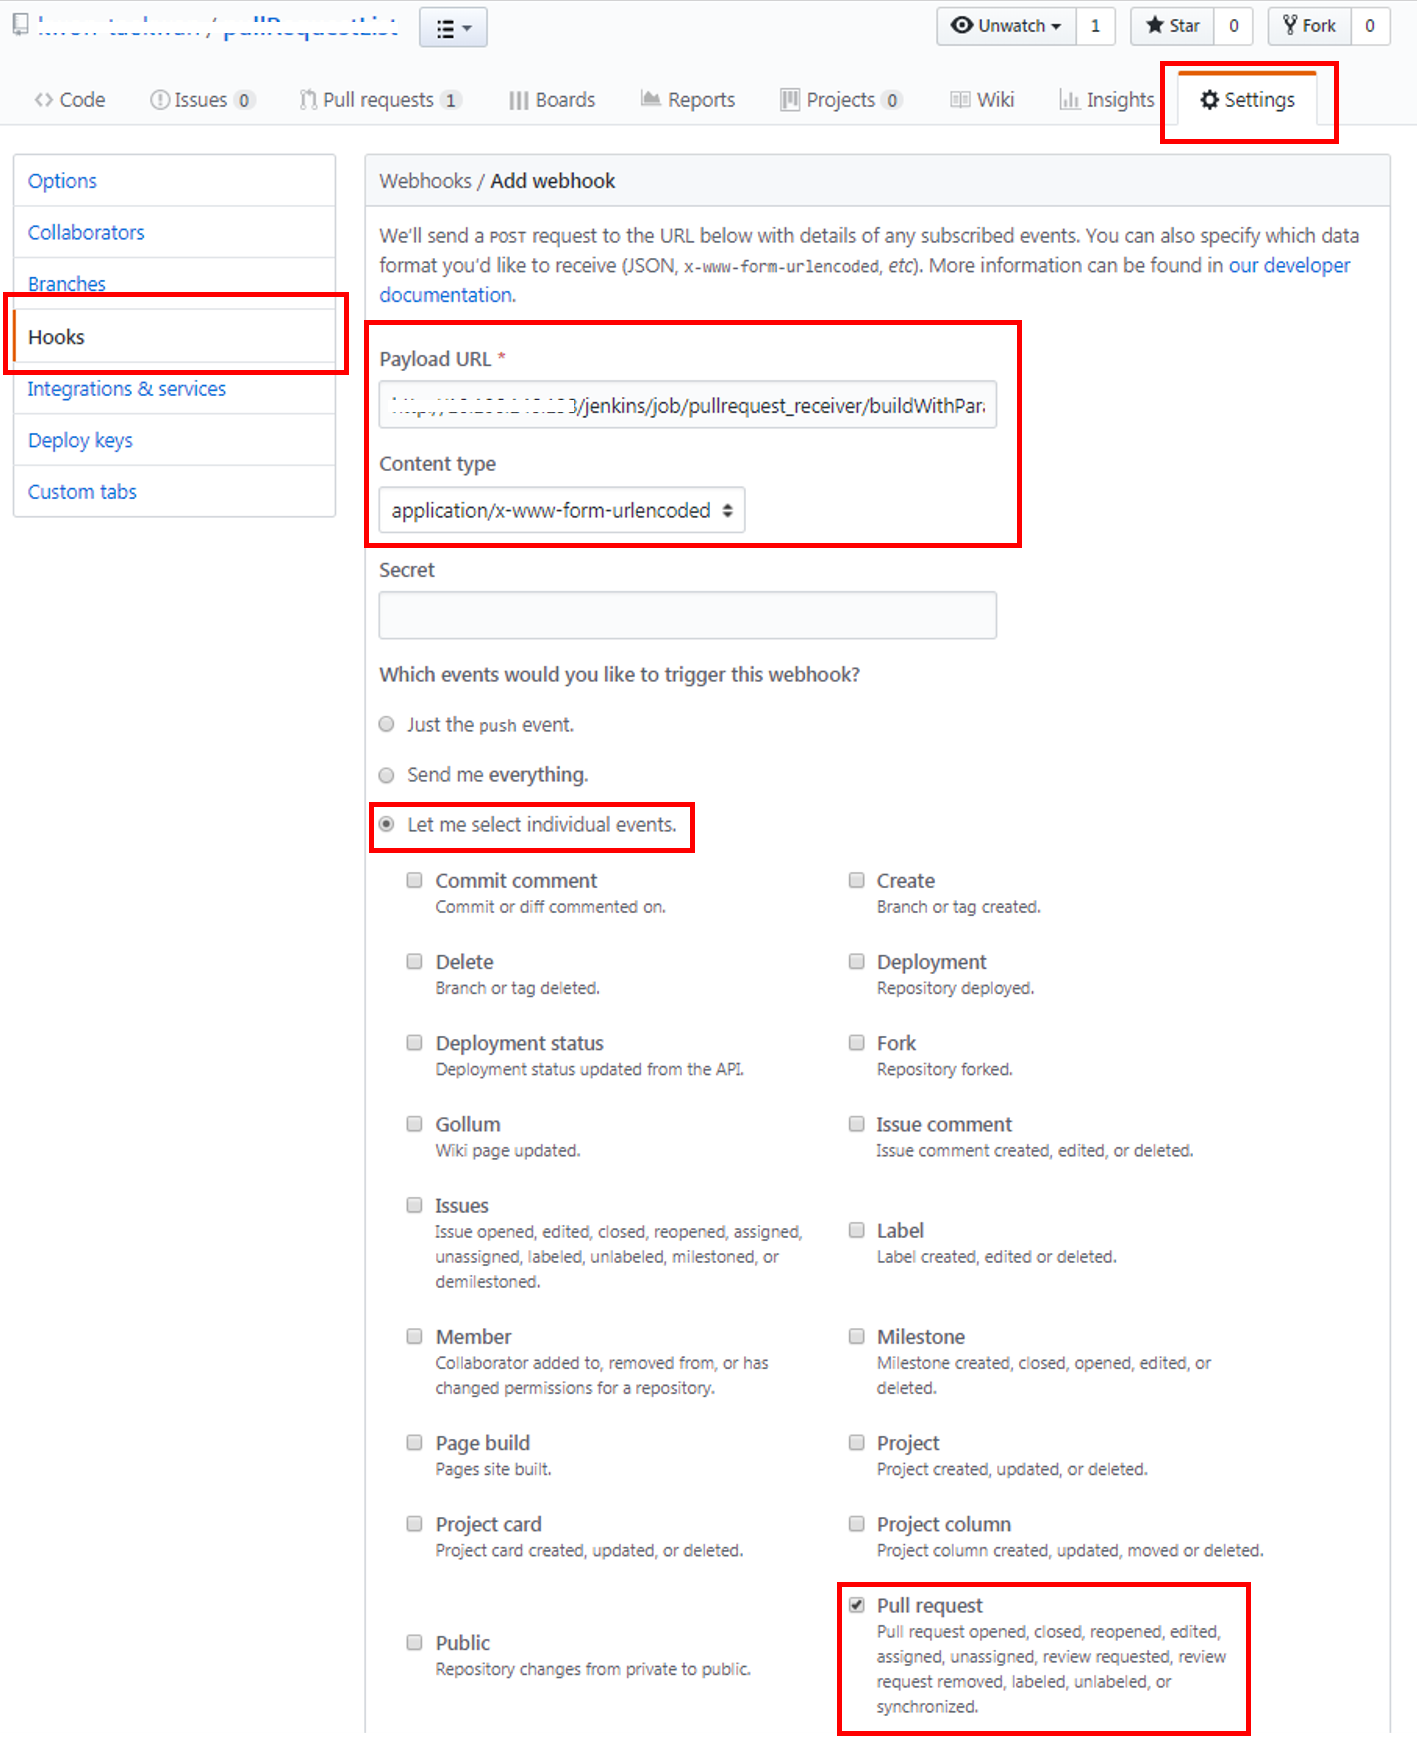 Unwatch 1 Star 0 Fork 0
Code Issues 0 Pull requests 1 Boards Reports Projects 0 Wiki Insights Settings
Options
Collaborators
Branches
Hooks
Integrations & services
Deploy keys
Custom tabs
Webhooks / Add webhook
We'll send a POST request to the URL below with details of any subscribed events. You can also specify which data
format you'd like to receive (JSON, x-www-form-urlencoded, etc). More information can be found in our developer
documentation.
Payload URL *
/jenkins/job/pullrequest_receiver/buildWithPara
Content type
application/x-www-form-urlencoded
Secret
Which events would you like to trigger this webhook?
Just the push event.
Send me everything.
Let me select individual events.
Commit comment
Commit or diff commented on.
Create
Branch or tag created.
Delete
Branch or tag deleted.
Deployment
Repository deployed.
Deployment status
Deployment status updated from the API.
Fork
Repository forked.
Gollum
Wiki page updated.
Issue comment
Issue comment created, edited, or deleted.
Issues
Issue opened, edited, closed, reopened, assigned,
unassigned, labeled, unlabeled, milestoned, or
demilestoned.
Label
Label created, edited or deleted.
Member
Collaborator added to, removed from, or has
changed permissions for a repository.
Milestone
Milestone created, closed, opened, edited, or
deleted.
Page build
Pages site built.
Project
Project created, updated, or deleted.
Project card
Project card created, updated, or deleted.
Project column
Project column created, updated, moved or deleted.
Public
Repository changes from private to public.
Pull request
Pull request opened, closed, reopened, edited,
assigned, unassigned, review requested, review
request removed, labeled, unlabeled, or
synchronized.